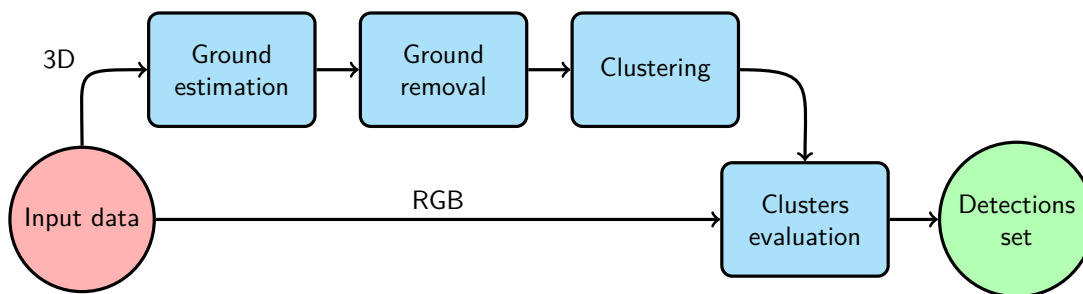 3D
Ground
estimation
Ground
removal
Clustering
Input data
RGB
Clusters
evaluation
Detections
set